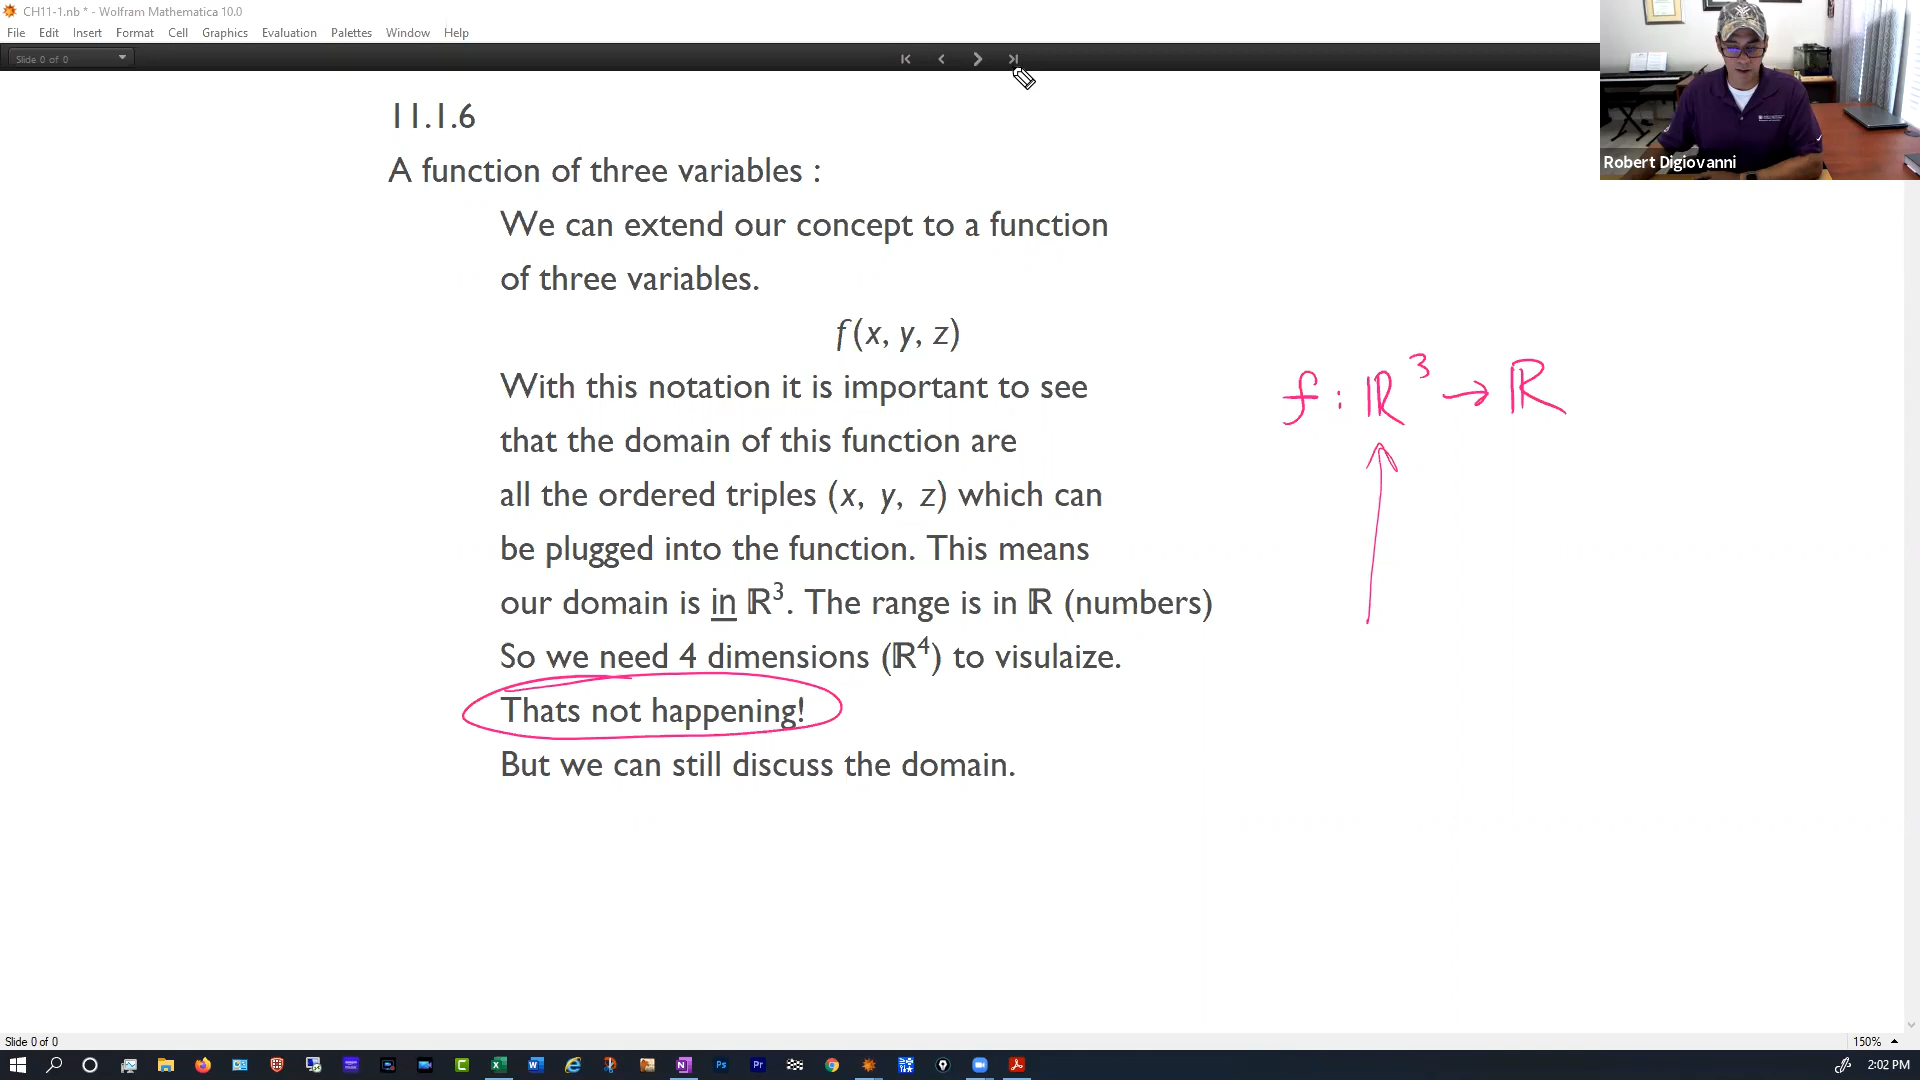 CH11-1.nb * - Wolfram Mathematica 10.0
File Edit Insert Format Cell Graphics Evaluation Palettes Window Help
Slide 0 of 0
Robert Digiovanni
11.1.6
A function of three variables :
We can extend our concept to a function
of three variables.
f(x, y, z)
With this notation it is important to see
that the domain of this function are
all the ordered triples (x, y, z) which can
be plugged into the function. This means
our domain is in ℝ³. The range is in ℝ (numbers)
So we need 4 dimensions (ℝ⁴) to visulaize.
Thats not happening!
But we can still discuss the domain.
f : ℝ³ → ℝ
Slide 0 of 0
150%
2:02 PM